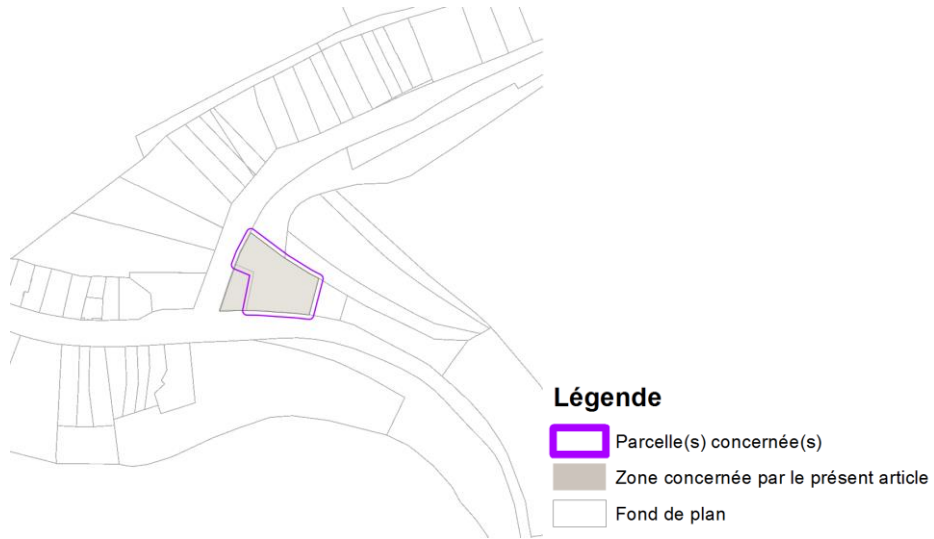 Légende
Parcelle(s) concernée(s)
Zone concernée par le présent article
Fond de plan